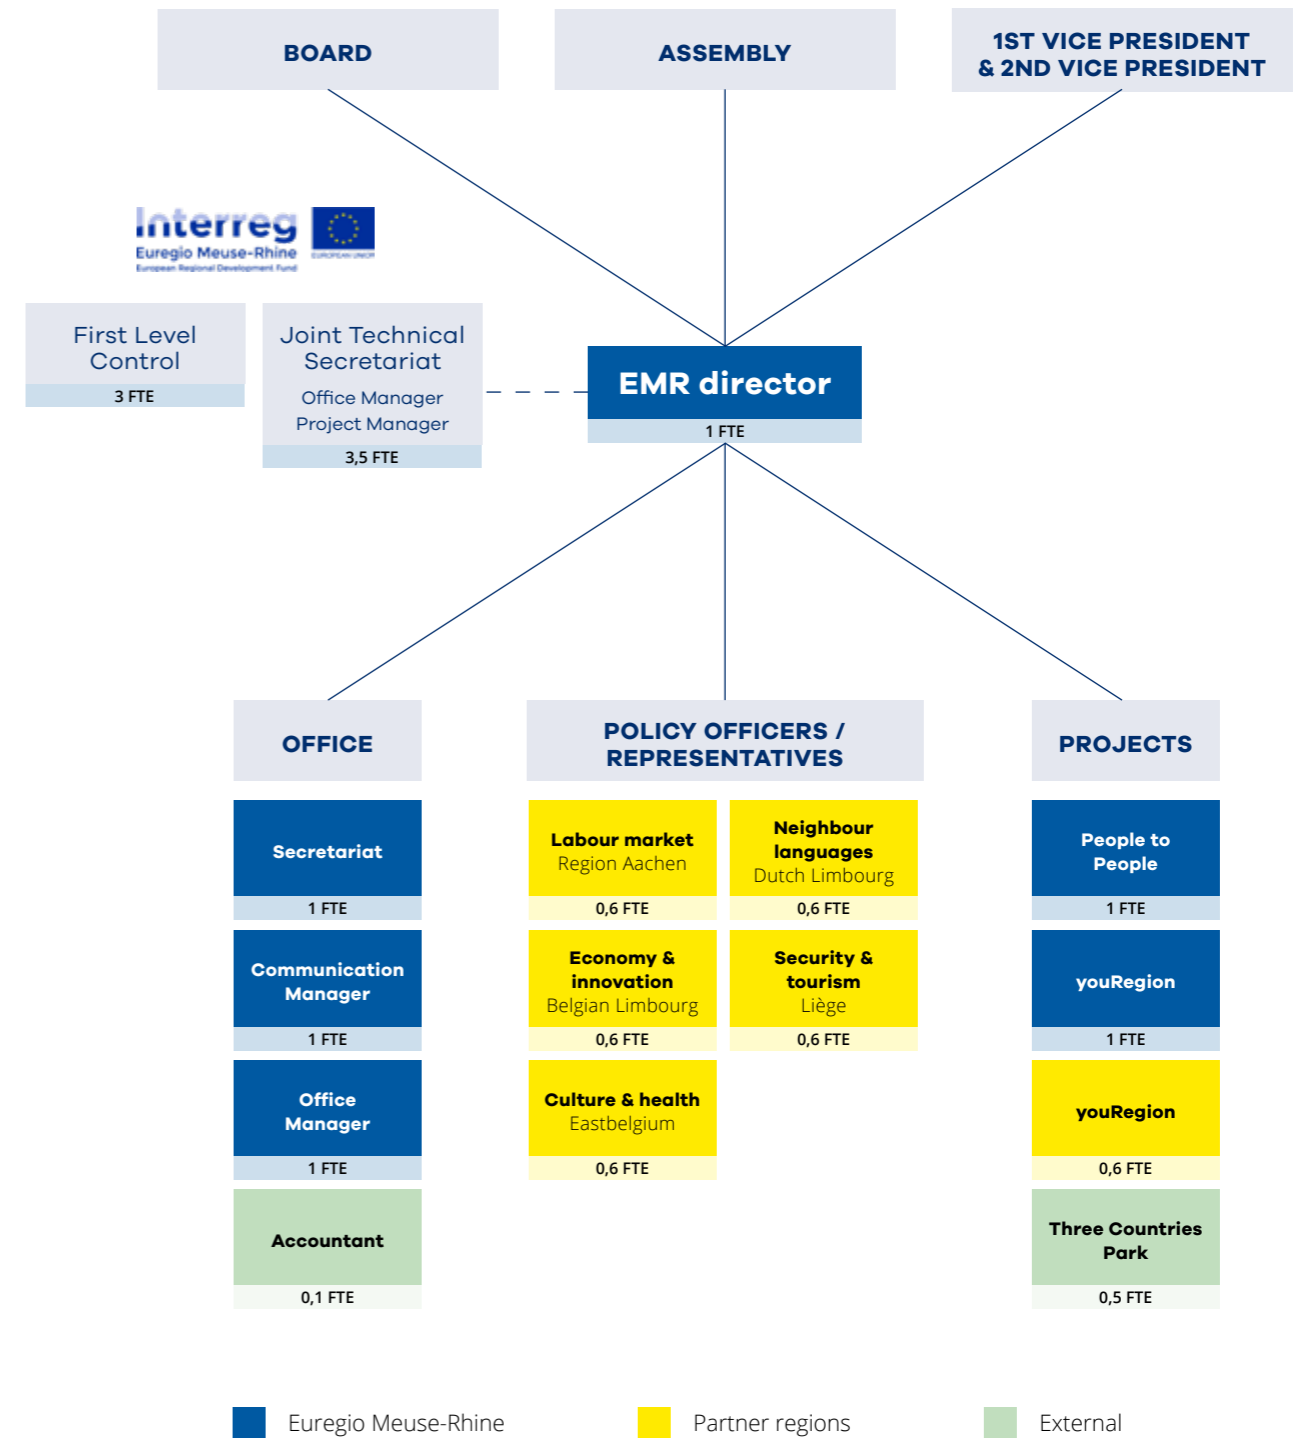 BOARD
ASSEMBLY
1ST VICE PRESIDENT
& 2ND VICE PRESIDENT
Interreg
Euregio Meuse-Rhine
European Regional Development Fund
EUROPEAN UNION
First Level
Control
3 FTE
Joint Technical
Secretariat
Office Manager
Project Manager
3,5 FTE
EMR director
1 FTE
OFFICE
Secretariat
1 FTE
Communication
Manager
1 FTE
Office
Manager
1 FTE
Accountant
0,1 FTE
POLICY OFFICERS /
REPRESENTATIVES
Labour market
Region Aachen
0,6 FTE
Neighbour
languages
Dutch Limbourg
0,6 FTE
Economy &
innovation
Belgian Limbourg
0,6 FTE
Security &
tourism
Liège
0,6 FTE
Culture & health
Eastbelgium
0,6 FTE
PROJECTS
People to
People
1 FTE
youRegion
1 FTE
youRegion
0,6 FTE
Three Countries
Park
0,5 FTE
Euregio Meuse-Rhine
Partner regions
External